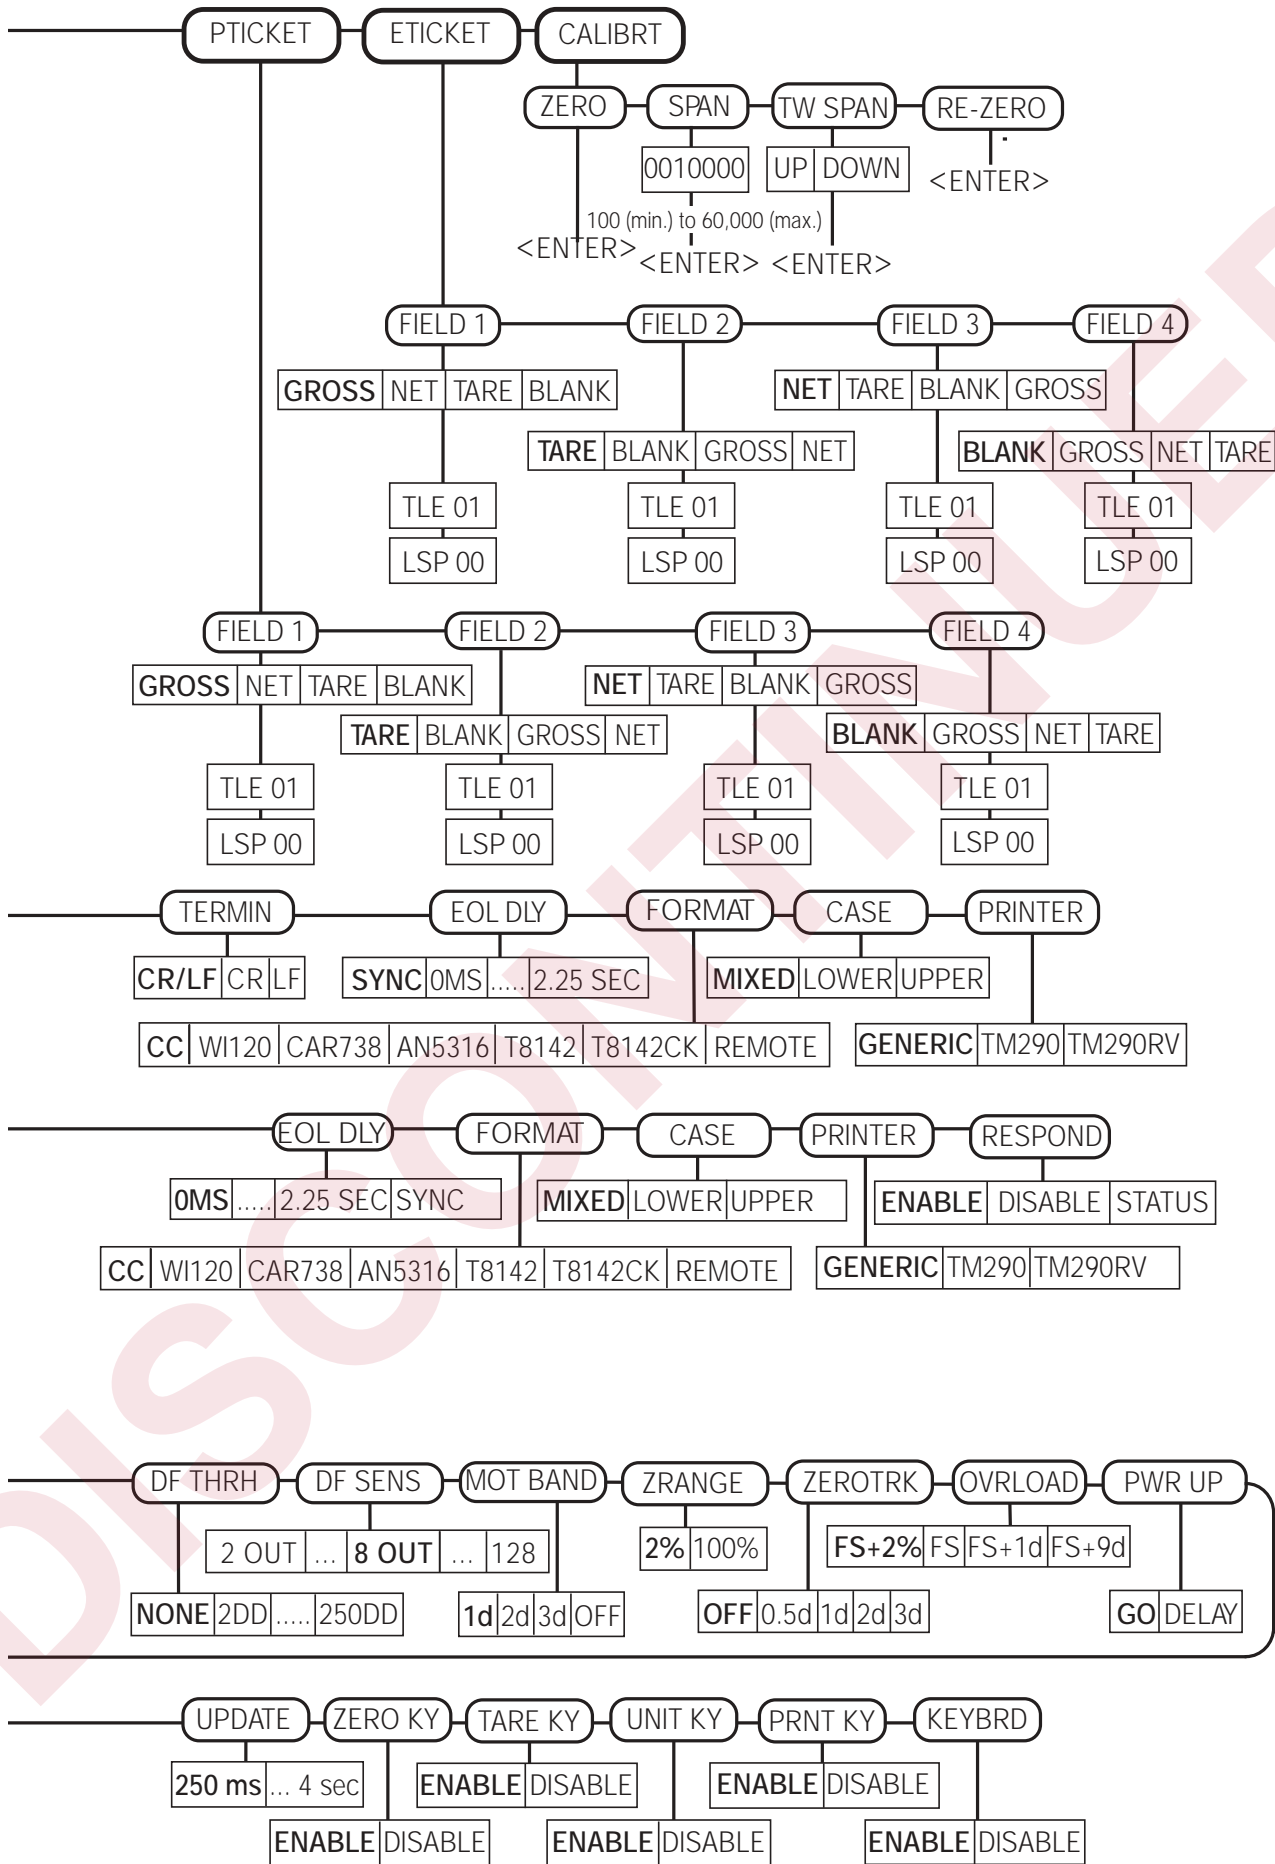 PTICKET ETICKET CALIBRT
ZERO SPAN TW SPAN RE-ZERO
0010000 UP DOWN <ENTER>
100 (min.) to 60,000 (max.)
<ENTER> <ENTER> <ENTER>
FIELD 1 FIELD 2 FIELD 3 FIELD 4
GROSS NET TARE BLANK NET TARE BLANK GROSS
TARE BLANK GROSS NET BLANK GROSS NET TARE
TLE 01 TLE 01 TLE 01 TLE 01
LSP 00 LSP 00 LSP 00 LSP 00
FIELD 1 FIELD 2 FIELD 3 FIELD 4
GROSS NET TARE BLANK NET TARE BLANK GROSS
TARE BLANK GROSS NET BLANK GROSS NET TARE
TLE 01 TLE 01 TLE 01 TLE 01
LSP 00 LSP 00 LSP 00 LSP 00
TERMIN EOL DLY FORMAT CASE PRINTER
CR/LF CR LF SYNC 0MS ..... 2.25 SEC MIXED LOWER UPPER
CC WI120 CAR738 AN5316 T8142 T8142CK REMOTE GENERIC TM290 TM290RV
EOL DLY FORMAT CASE PRINTER RESPOND
0MS ..... 2.25 SEC SYNC MIXED LOWER UPPER ENABLE DISABLE STATUS
CC WI120 CAR738 AN5316 T8142 T8142CK REMOTE GENERIC TM290 TM290RV
DF THRH DF SENS MOT BAND ZRANGE ZEROTRK OVRLOAD PWR UP
2 OUT ... 8 OUT ... 128 2% 100% FS+2% FS FS+1d FS+9d
NONE 2DD ..... 250DD 1d 2d 3d OFF OFF 0.5d 1d 2d 3d GO DELAY
UPDATE ZERO KY TARE KY UNIT KY PRNT KY KEYBRD
250 ms ... 4 sec ENABLE DISABLE ENABLE DISABLE
ENABLE DISABLE ENABLE DISABLE ENABLE DISABLE
DISCONTINUED